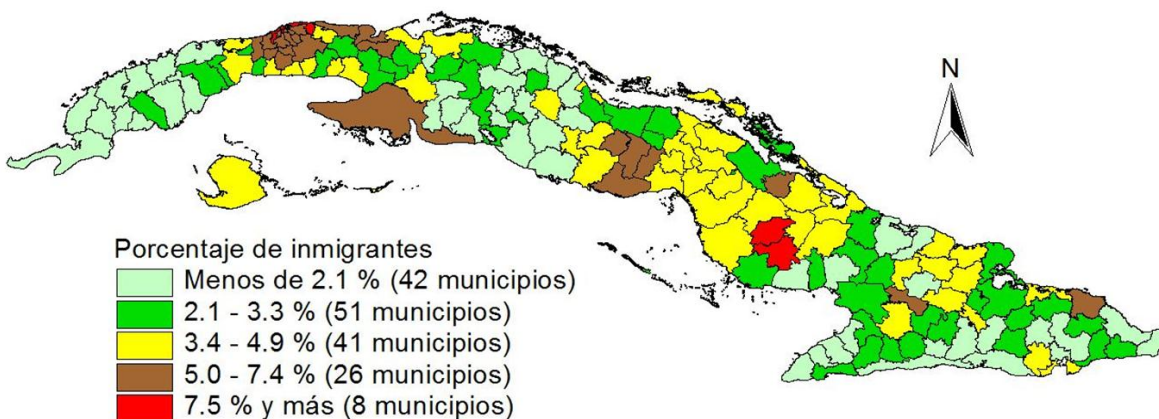 N
Porcentaje de inmigrantes
Menos de 2.1 % (42 municipios)
2.1 - 3.3 % (51 municipios)
3.4 - 4.9 % (41 municipios)
5.0 - 7.4 % (26 municipios)
7.5 % y más (8 municipios)